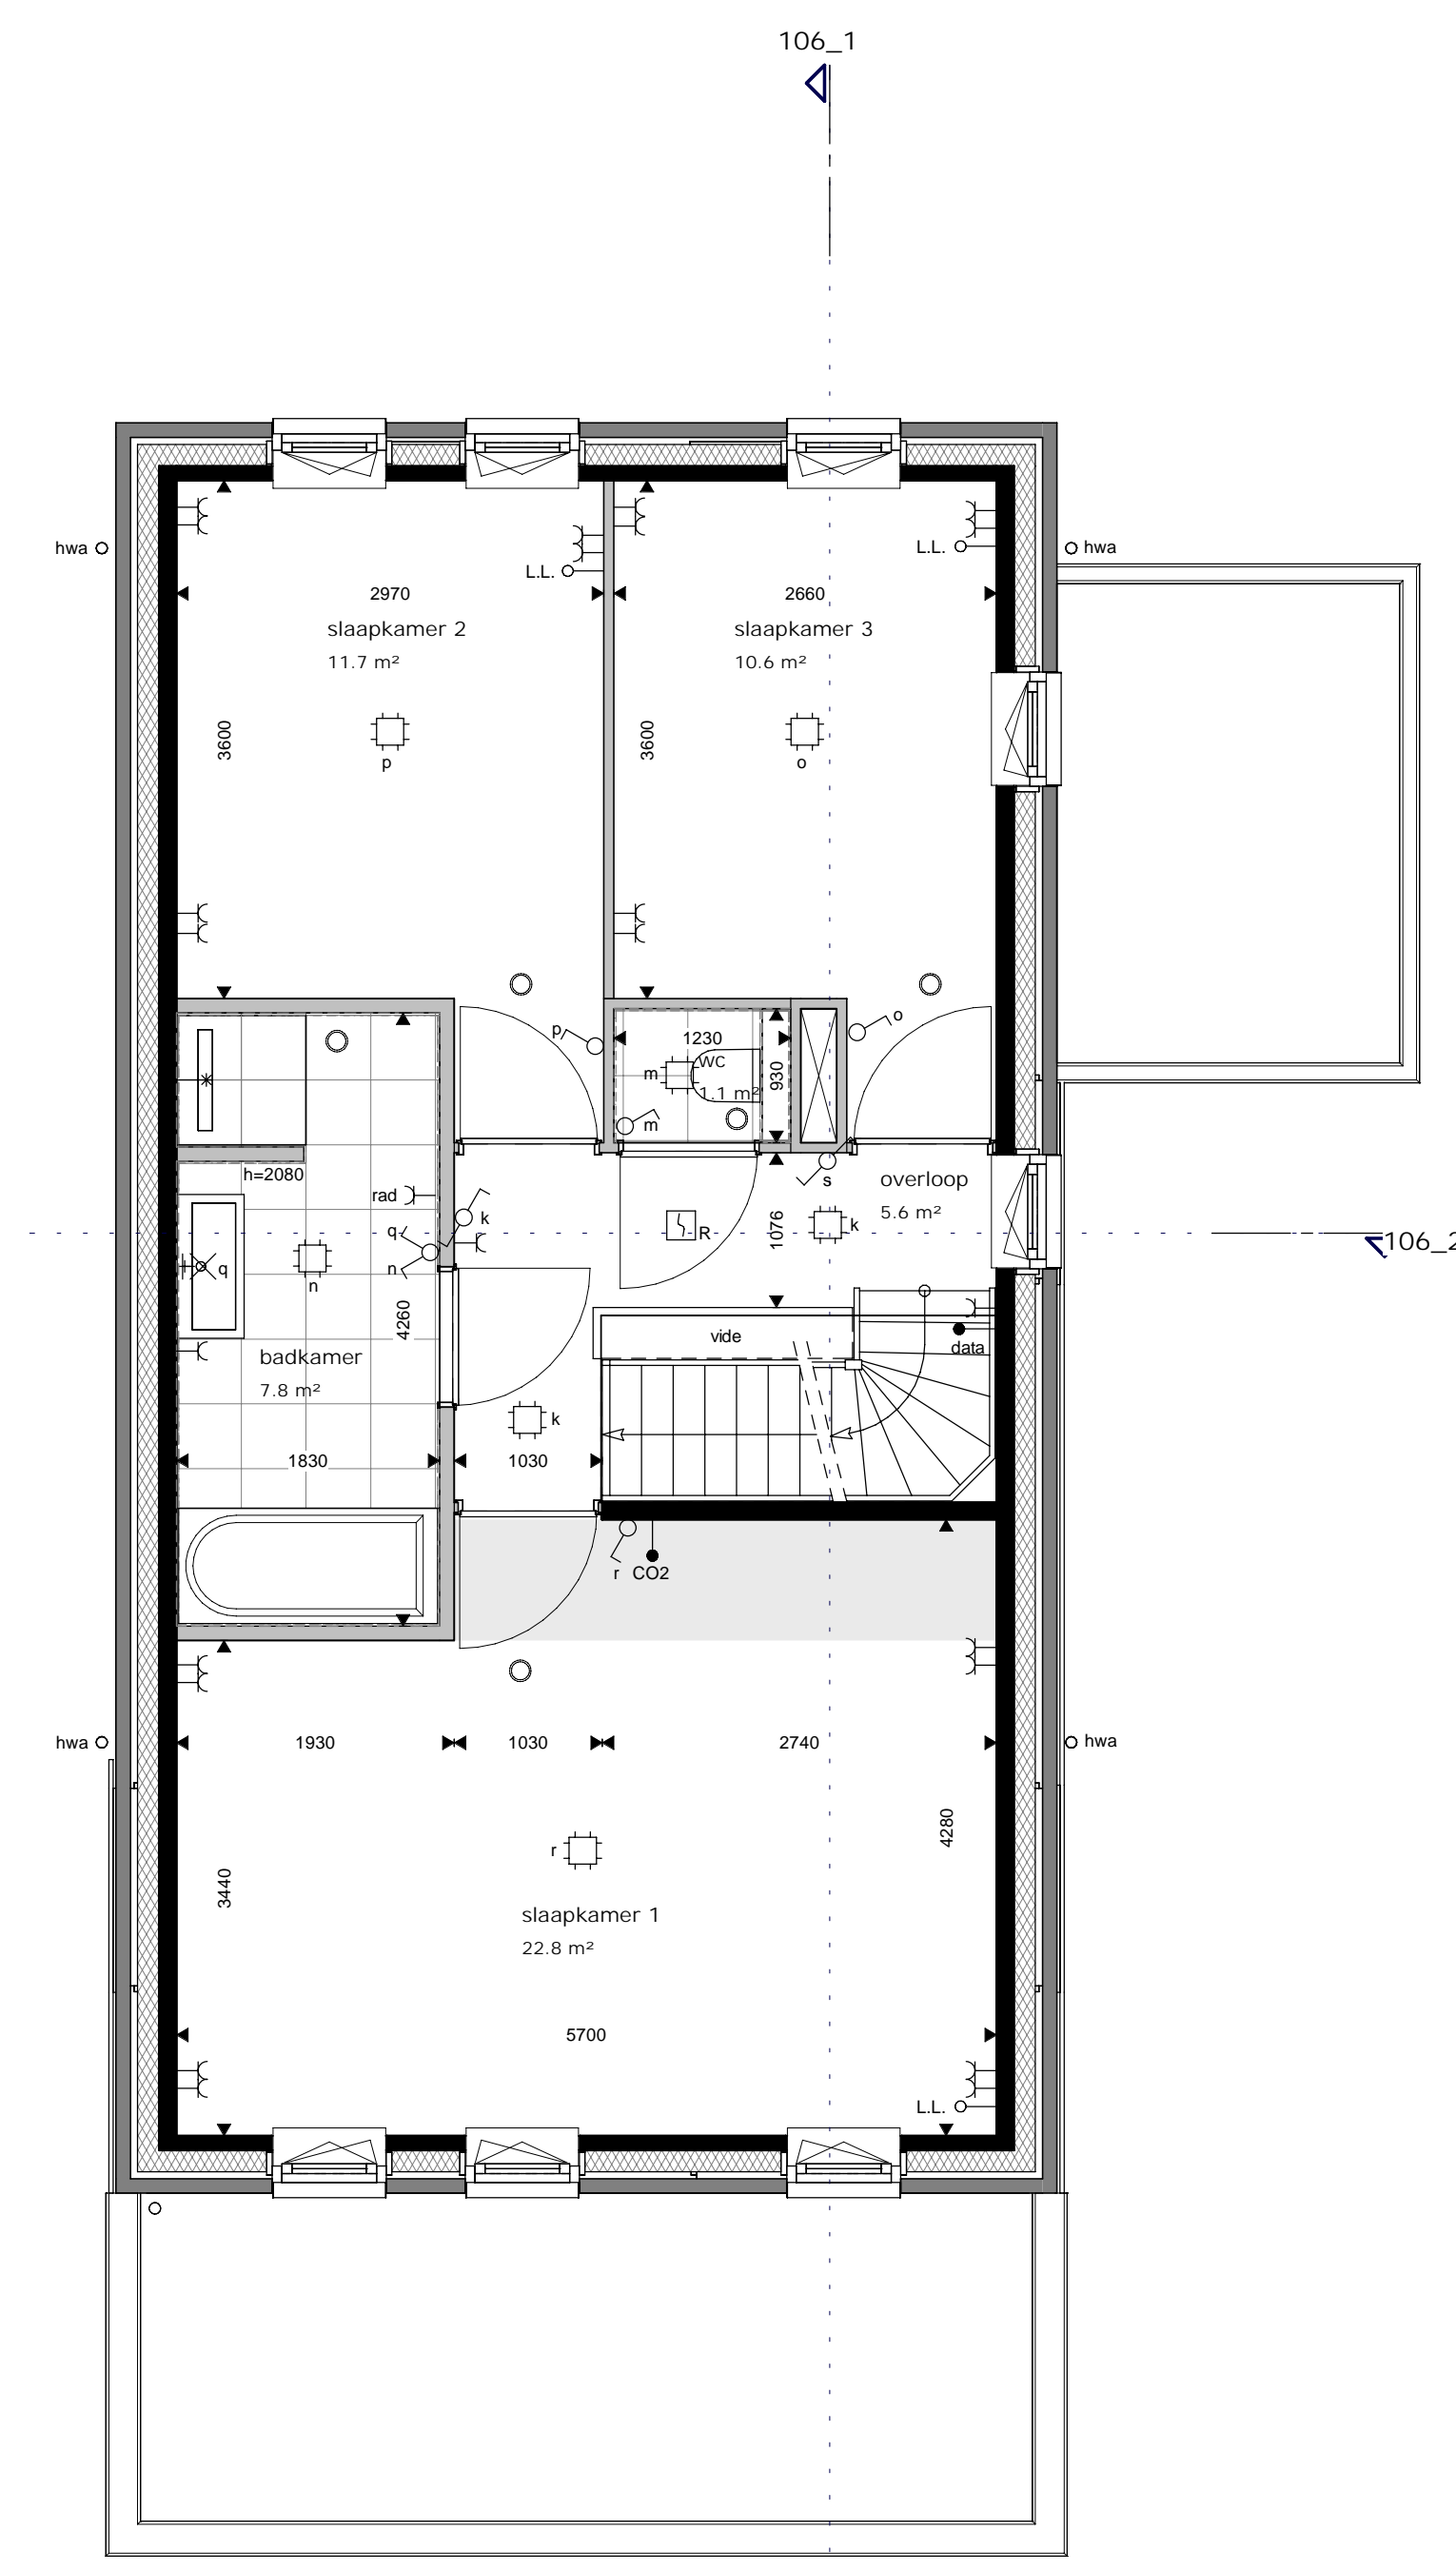 106_1
hwa
L.L.
L.L.
hwa
2970
2660
slaapkamer 2
11.7 m²
slaapkamer 3
10.6 m²
3600
p
3600
o
p
1230
WC
1.1 m²
m
930
m
o
h=2080
rad
q
n
k
s
overloop
5.6 m²
R
1076
k
106_2
q
n
4260
badkamer
7.8 m²
vide
data
k
1830
1030
r
CO2
hwa
1930
1030
2740
hwa
4280
r
3440
slaapkamer 1
22.8 m²
5700
L.L.